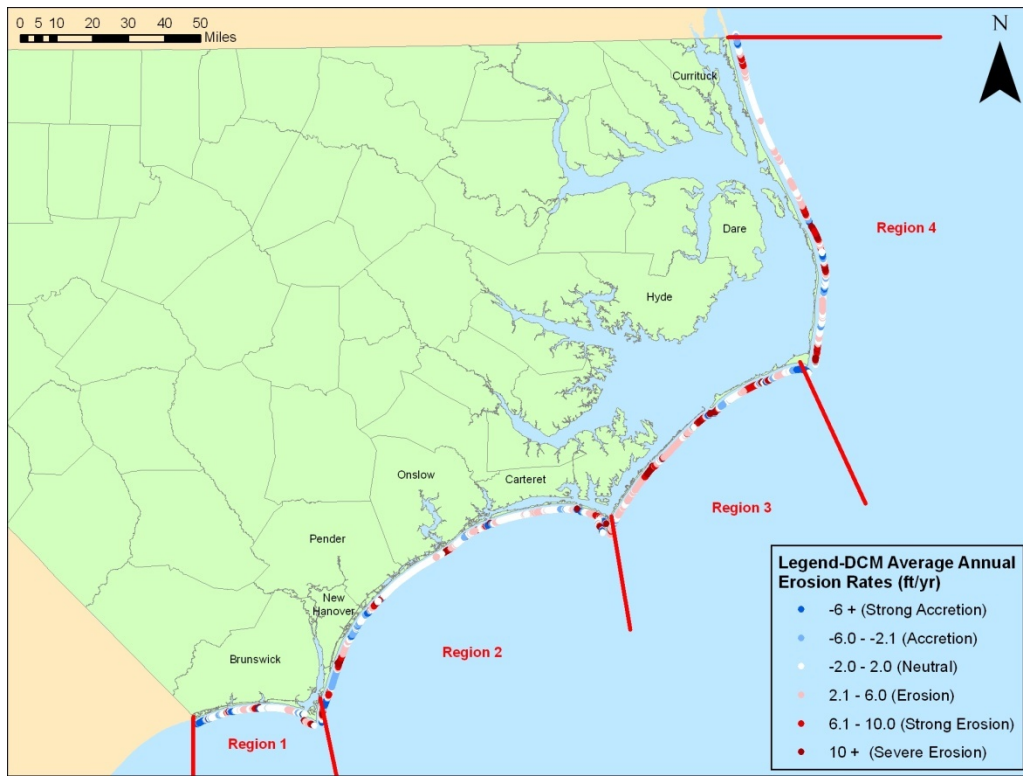 0 5 10 20 30 40 50
Miles
N
Currituck
Dare
Region 4
Hyde
Onslow
Carteret
Region 3
Pender
New
Hanover
Region 2
Brunswick
Region 1
Legend-DCM Average Annual
Erosion Rates (ft/yr)
-6 + (Strong Accretion)
-6.0 - -2.1 (Accretion)
-2.0 - 2.0 (Neutral)
2.1 - 6.0 (Erosion)
6.1 - 10.0 (Strong Erosion)
10 + (Severe Erosion)